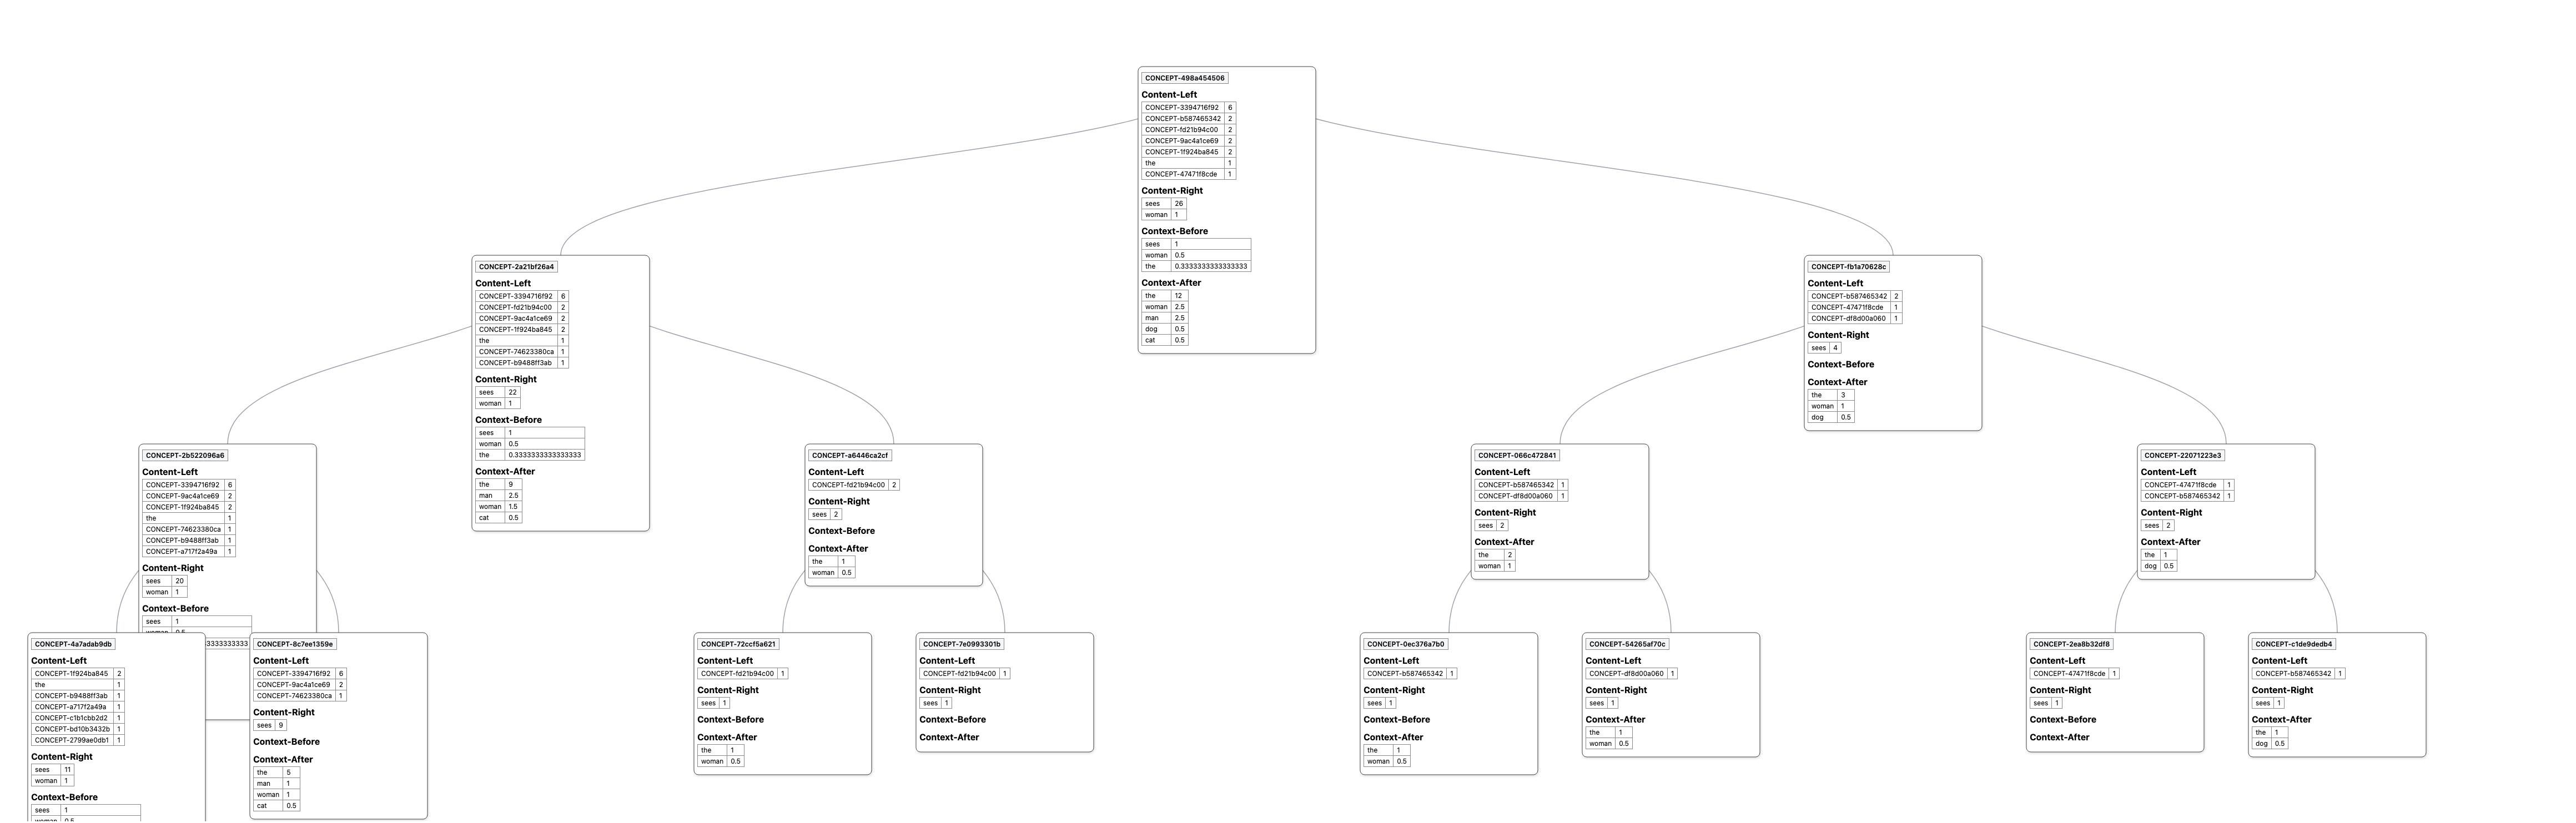 CONCEPT-498a454506
Content-Left
CONCEPT-3394716f92 6
CONCEPT-b587465342 2
CONCEPT-fd21b94c00 2
CONCEPT-9ac4a1ce69 2
CONCEPT-1f924ba845 2
the 1
CONCEPT-47471f8cde 1
Content-Right
sees 26
woman 1
Context-Before
sees 1
woman 0.5
the 0.3333333333333333
Context-After
the 12
woman 2.5
man 2.5
dog 0.5
cat 0.5
CONCEPT-2a21bf26a4
Content-Left
CONCEPT-3394716f92 6
CONCEPT-fd21b94c00 2
CONCEPT-9ac4a1ce69 2
CONCEPT-1f924ba845 2
the 1
CONCEPT-74623380ca 1
CONCEPT-b9488ff3ab 1
Content-Right
sees 22
woman 1
Context-Before
sees 1
woman 0.5
the 0.3333333333333333
Context-After
the 9
man 2.5
woman 1.5
cat 0.5
CONCEPT-fb1a70628c
Content-Left
CONCEPT-b587465342 2
CONCEPT-47471f8cde 1
CONCEPT-df8d00a060 1
Content-Right
sees 4
Context-Before
Context-After
the 3
woman 1
dog 0.5
CONCEPT-2b522096a6
Content-Left
CONCEPT-3394716f92 6
CONCEPT-9ac4a1ce69 2
CONCEPT-1f924ba845 2
the 1
CONCEPT-74623380ca 1
CONCEPT-b9488ff3ab 1
CONCEPT-a717f2a49a 1
Content-Right
sees 20
woman 1
Context-Before
sees 1
woman 0.5
333333333
CONCEPT-a6446ca2cf
Content-Left
CONCEPT-fd21b94c00 2
Content-Right
sees 2
Context-Before
Context-After
the 1
woman 0.5
CONCEPT-066c472841
Content-Left
CONCEPT-b587465342 1
CONCEPT-df8d00a060 1
Content-Right
sees 2
Context-After
the 2
woman 1
CONCEPT-22071223e3
Content-Left
CONCEPT-47471f8cde 1
CONCEPT-b587465342 1
Content-Right
sees 2
Context-After
the 1
dog 0.5
CONCEPT-4a7adab9db
Content-Left
CONCEPT-1f924ba845 2
the 1
CONCEPT-b9488ff3ab 1
CONCEPT-a717f2a49a 1
CONCEPT-c1b1cbb2d2 1
CONCEPT-bd10b3432b 1
CONCEPT-2799ae0db1 1
Content-Right
sees 11
woman 1
Context-Before
sees 1
woman 0.5
CONCEPT-8c7ee1359e
Content-Left
CONCEPT-3394716f92 6
CONCEPT-9ac4a1ce69 2
CONCEPT-74623380ca 1
Content-Right
sees 9
Context-Before
Context-After
the 5
man 1
woman 1
cat 0.5
CONCEPT-72ccf5a621
Content-Left
CONCEPT-fd21b94c00 1
Content-Right
sees 1
Context-Before
Context-After
the 1
woman 0.5
CONCEPT-7e0993301b
Content-Left
CONCEPT-fd21b94c00 1
Content-Right
sees 1
Context-Before
Context-After
CONCEPT-0ec376a7b0
Content-Left
CONCEPT-b587465342 1
Content-Right
sees 1
Context-Before
Context-After
the 1
woman 0.5
CONCEPT-54265af70c
Content-Left
CONCEPT-df8d00a060 1
Content-Right
sees 1
Context-After
the 1
woman 0.5
CONCEPT-2ea8b32df8
Content-Left
CONCEPT-47471f8cde 1
Content-Right
sees 1
Context-Before
Context-After
CONCEPT-c1de9dedb4
Content-Left
CONCEPT-b587465342 1
Content-Right
sees 1
Context-After
the 1
dog 0.5